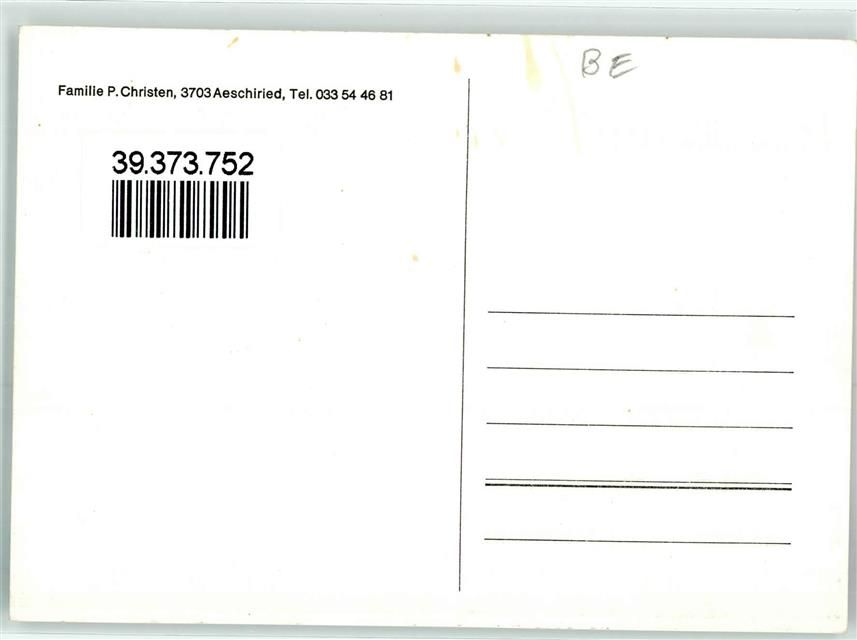 BE
Familie P. Christen, 3703 Aeschiried, Tel. 033 54 46 81
39.373.752